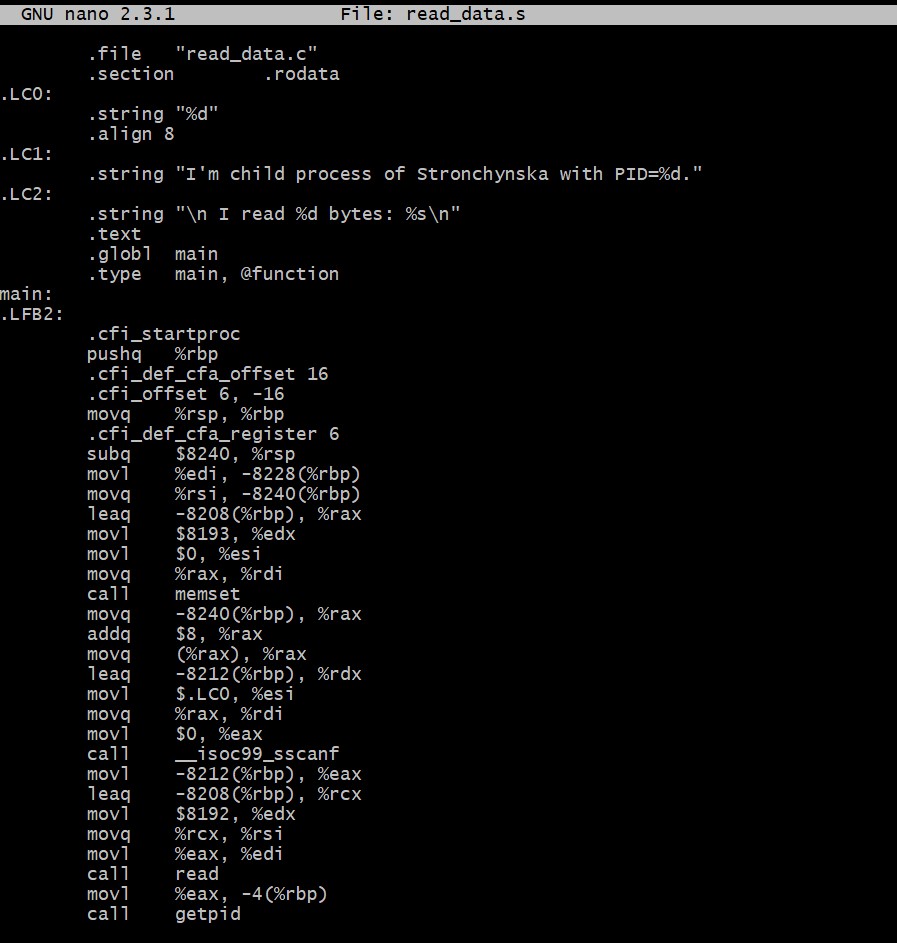 GNU nano 2.3.1 File: read_data.s
.file "read_data.c"
.section .rodata
.LC0:
.string "%d"
.align 8
.LC1:
.string "I'm child process of Stronchynska with PID=%d."
.LC2:
.string "\n I read %d bytes: %s\n"
.text
.globl main
.type main, @function
main:
.LFB2:
.cfi_startproc
pushq %rbp
.cfi_def_cfa_offset 16
.cfi_offset 6, -16
movq %rsp, %rbp
.cfi_def_cfa_register 6
subq $8240, %rsp
movl %edi, -8228(%rbp)
movq %rsi, -8240(%rbp)
leaq -8208(%rbp), %rax
movl $8193, %edx
movl $0, %esi
movq %rax, %rdi
call memset
movq -8240(%rbp), %rax
addq $8, %rax
movq (%rax), %rax
leaq -8212(%rbp), %rdx
movl $.LC0, %esi
movq %rax, %rdi
movl $0, %eax
call __isoc99_sscanf
movl -8212(%rbp), %eax
leaq -8208(%rbp), %rcx
movl $8192, %edx
movq %rcx, %rsi
movl %eax, %edi
call read
movl %eax, -4(%rbp)
call getpid